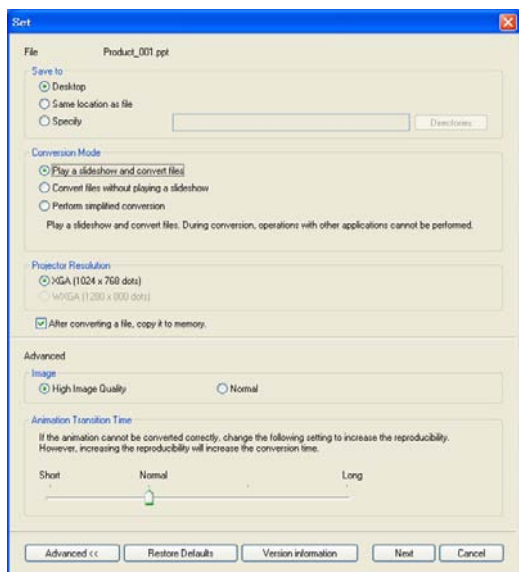 Set
File Product_001.ppt
Save to
Desktop
Same location as file
Specify Directories
Conversion Mode
Play a slideshow and convert files
Convert files without playing a slideshow
Perform simplified conversion
Play a slideshow and convert files. During conversion, operations with other applications cannot be performed.
Projector Resolution
XGA (1024 x 768 dots)
WXGA (1280 x 800 dots)
After converting a file, copy it to memory.
Advanced
Image
High Image Quality Normal
Animation Transition Time
If the animation cannot be converted correctly, change the following setting to increase the reproducibility.
However, increasing the reproducibility will increase the conversion time.
Short Normal Long
Advanced << Restore Defaults Version information Next Cancel